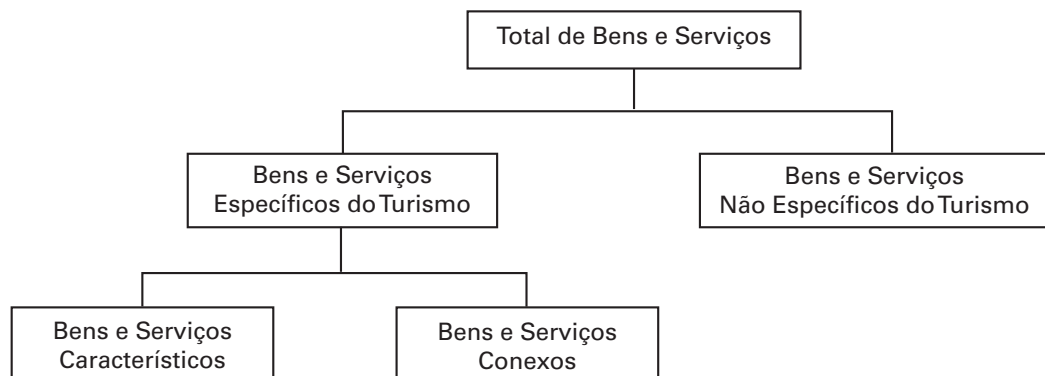 Total de Bens e Serviços
Bens e Serviços
Específicos do Turismo
Bens e Serviços
Não Específicos do Turismo
Bens e Serviços
Característicos
Bens e Serviços
Conexos